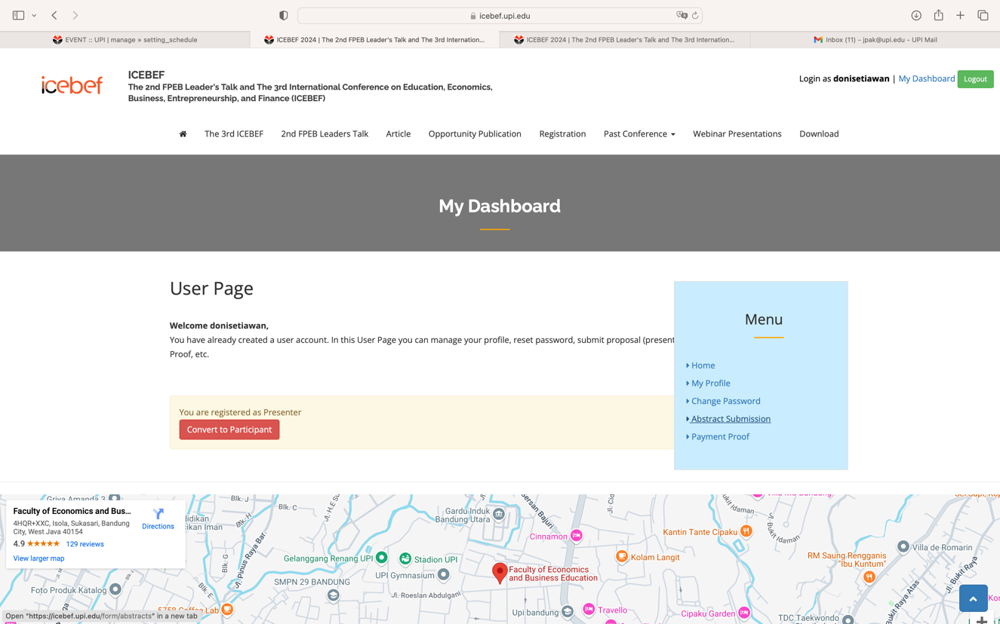 icebef.upi.edu
EVENT :: UPI | manage » setting_schedule
ICEBEF 2024 | The 2nd FPEB Leader's Talk and The 3rd Internation...
ICEBEF 2024 | The 2nd FPEB Leader's Talk and The 3rd Internation...
Inbox (11) - jpak@upi.edu - UPI Mail
icebef
ICEBEF
The 2nd FPEB Leader's Talk and The 3rd International Conference on Education, Economics,
Business, Entrepreneurship, and Finance (ICEBEF)
Login as donisetiawan | My Dashboard Logout
The 3rd ICEBEF
2nd FPEB Leaders Talk
Article
Opportunity Publication
Registration
Past Conference
Webinar Presentations
Download
My Dashboard
User Page
Welcome donisetiawan,
You have already created a user account. In this User Page you can manage your profile, reset password, submit proposal (present
Proof, etc.
You are registered as Presenter
Convert to Participant
Menu
Home
My Profile
Change Password
Abstract Submission
Payment Proof
Faculty of Economics and Bus...
4HQR+XXC, Isola, Sukasari, Bandung
City, West Java 40154
4.9 ★★★★★ 129 reviews
View larger map
Directions
Griya Amanda 3
Blk. J
Blk. C
Blk. H
Blk. G
Blk. E
Jl. Pinus Raya Bar.
Gardu Induk
Bandung Utara
Cinnamon
Gelanggang Renang UPI
Stadion UPI
UPI Gymnasium
SMPN 29 BANDUNG
Jl. Roeslan Abdulgani
Foto Produk Katalog
5758 Coffee Lab
Faculty of Economics
and Business Education
Kolam Langit
Kantin Tante Cipaku
Bukit Idaman
Villa de Romarin
RM Saung Rengganis
"Ibu Kuntum"
Jl. Bukit Raya
Bukit Raya Atas
Upi bandung
Travello
Cipaku Garden
TDC Taekwondo
Open “https://icebef.upi.edu/form/abstracts” in a new tab